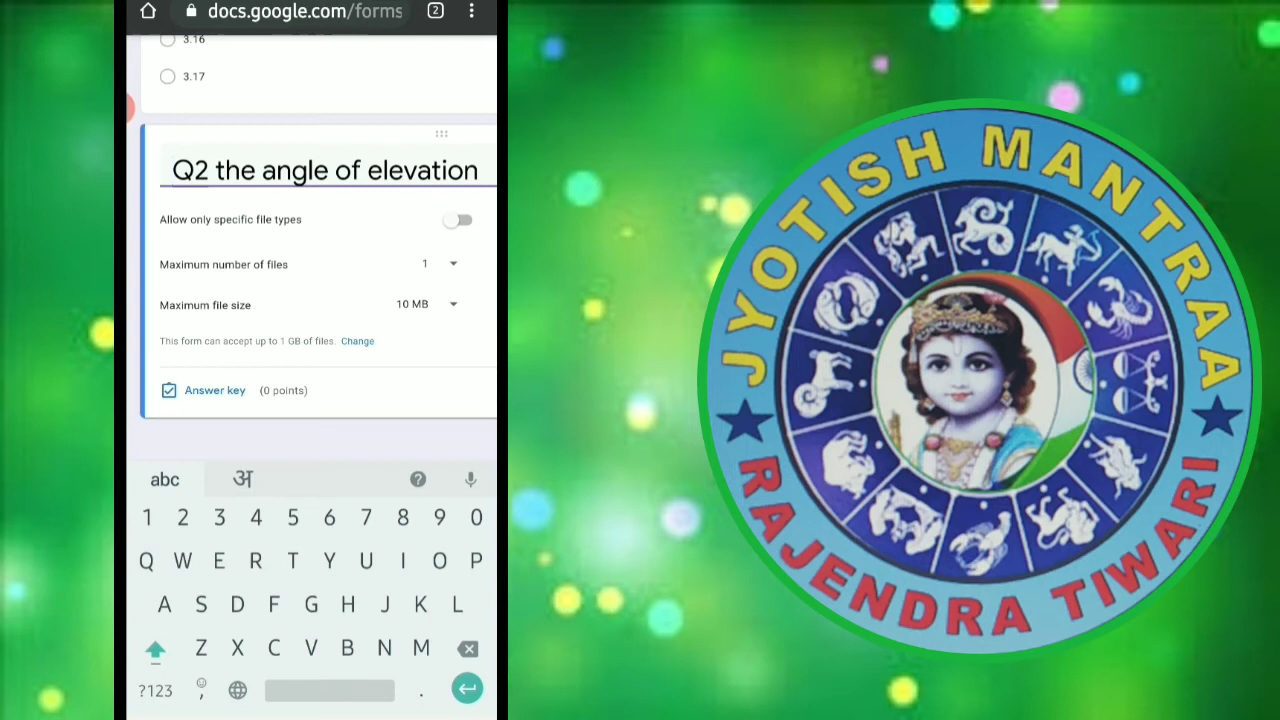 docs.google.com/forms
2
3.16
3.17
Q2 the angle of elevation
Allow only specific file types
Maximum number of files 1
Maximum file size 10 MB
This form can accept up to 1 GB of files. Change
Answer key (0 points)
abc अ
1 2 3 4 5 6 7 8 9 0
Q W E R T Y U I O P
A S D F G H J K L
Z X C V B N M
?123 , .
JYOTISH MANTRAA
RAJENDRA TIWARI